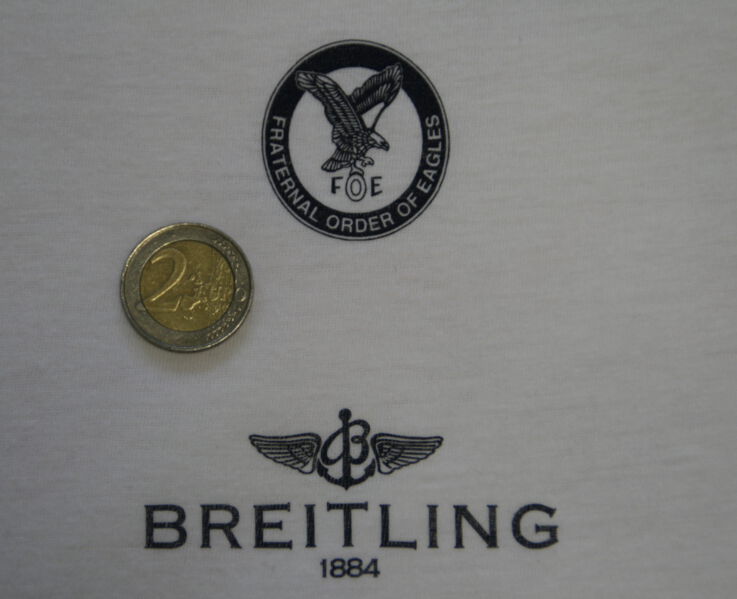 FRATERNAL ORDER OF EAGLES
FOE
2
B
BREITLING
1884